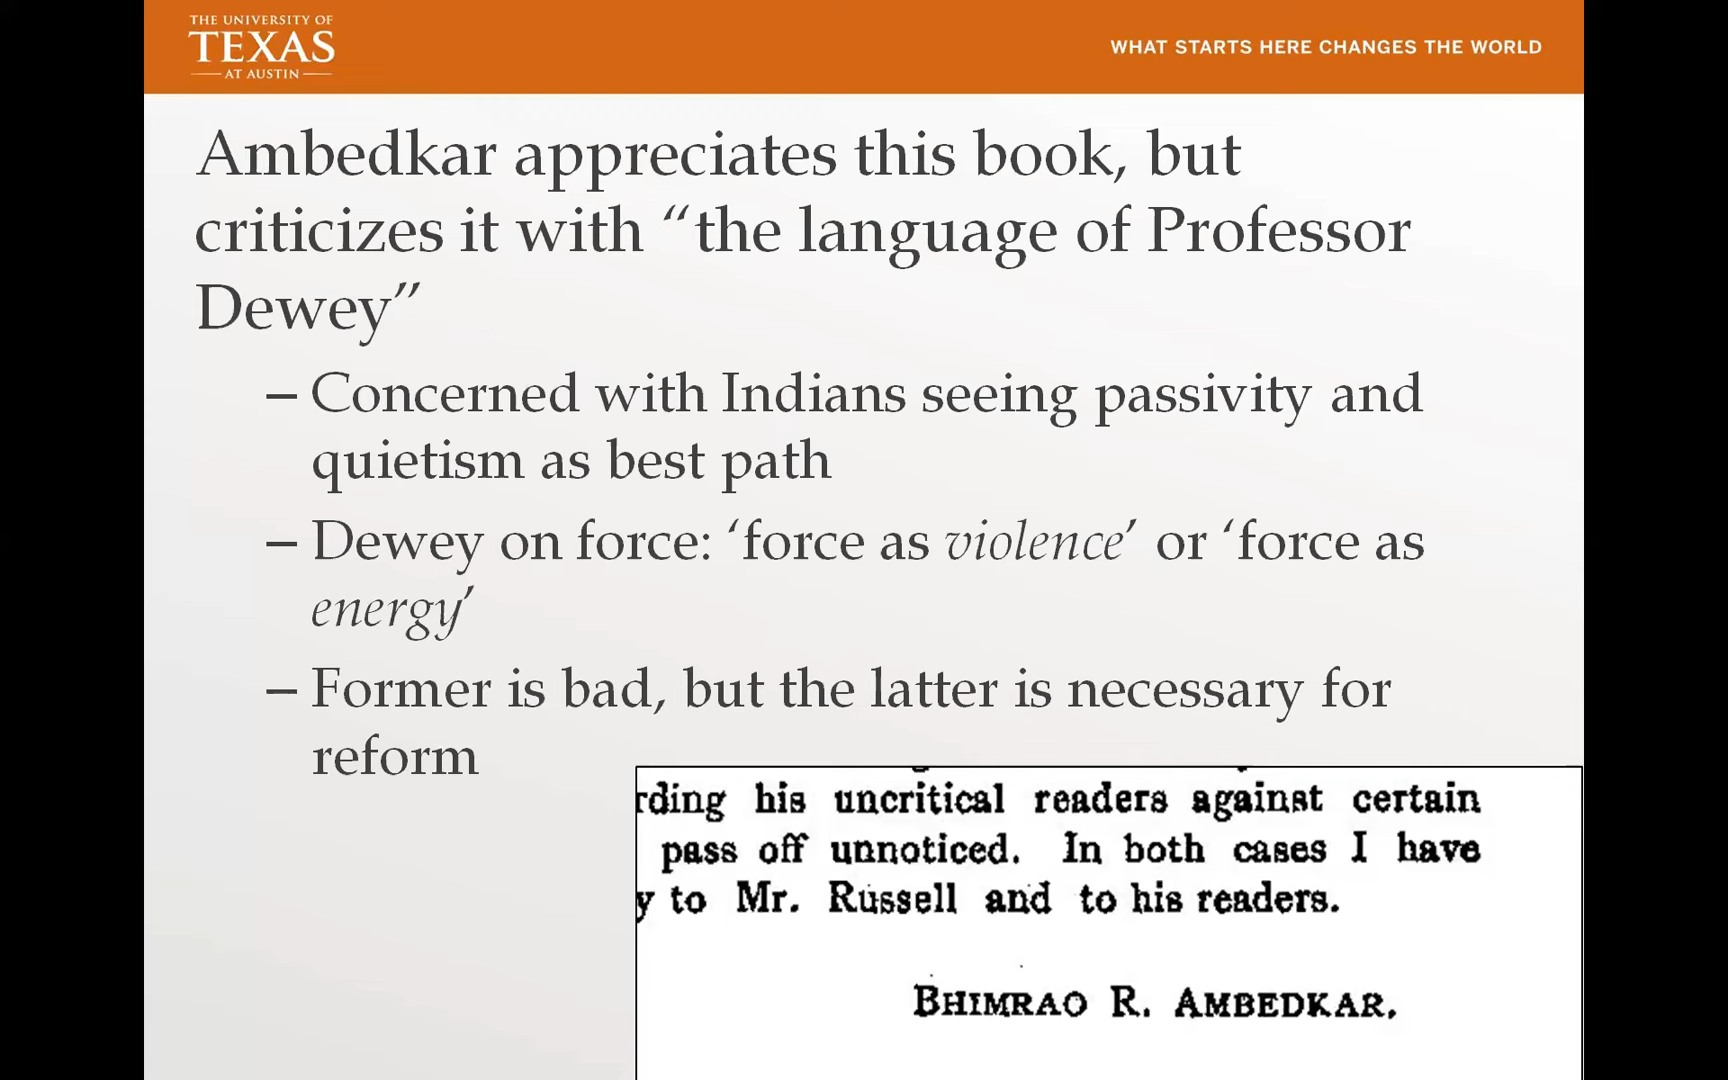 THE UNIVERSITY OF
TEXAS
AT AUSTIN
WHAT STARTS HERE CHANGES THE WORLD
Ambedkar appreciates this book, but
criticizes it with “the language of Professor
Dewey”
– Concerned with Indians seeing passivity and
quietism as best path
– Dewey on force: ‘force as violence’ or ‘force as
energy’
– Former is bad, but the latter is necessary for
reform
rding his uncritical readers against certain
pass off unnoticed. In both cases I have
y to Mr. Russell and to his readers.
BHIMRAO R. AMBEDKAR.